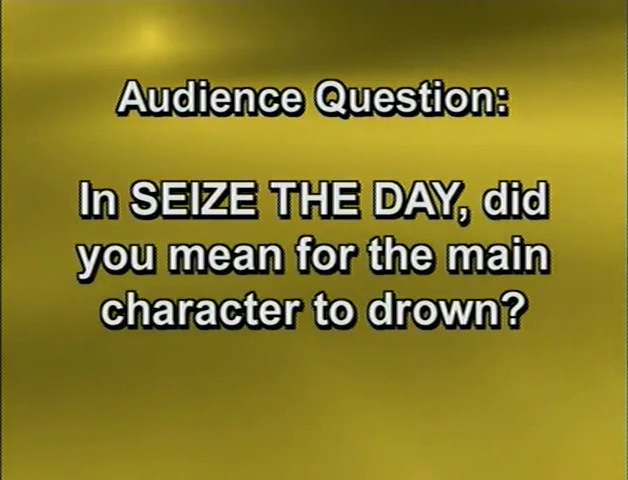 Audience Question:
In SEIZE THE DAY, did
you mean for the main
character to drown?